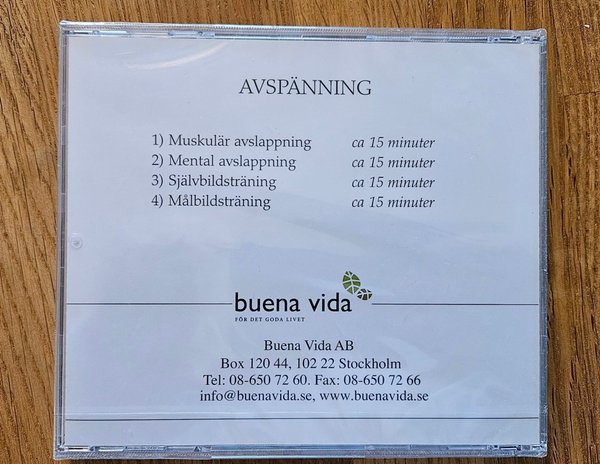 AVSPÄNNING
1) Muskulär avslappning ca 15 minuter
2) Mental avslappning ca 15 minuter
3) Självbildsträning ca 15 minuter
4) Målbildsträning ca 15 minuter
buena vida
FÖR DET GODA LIVET
Buena Vida AB
Box 120 44, 102 22 Stockholm
Tel: 08-650 72 60. Fax: 08-650 72 66
info@buenavida.se, www.buenavida.se